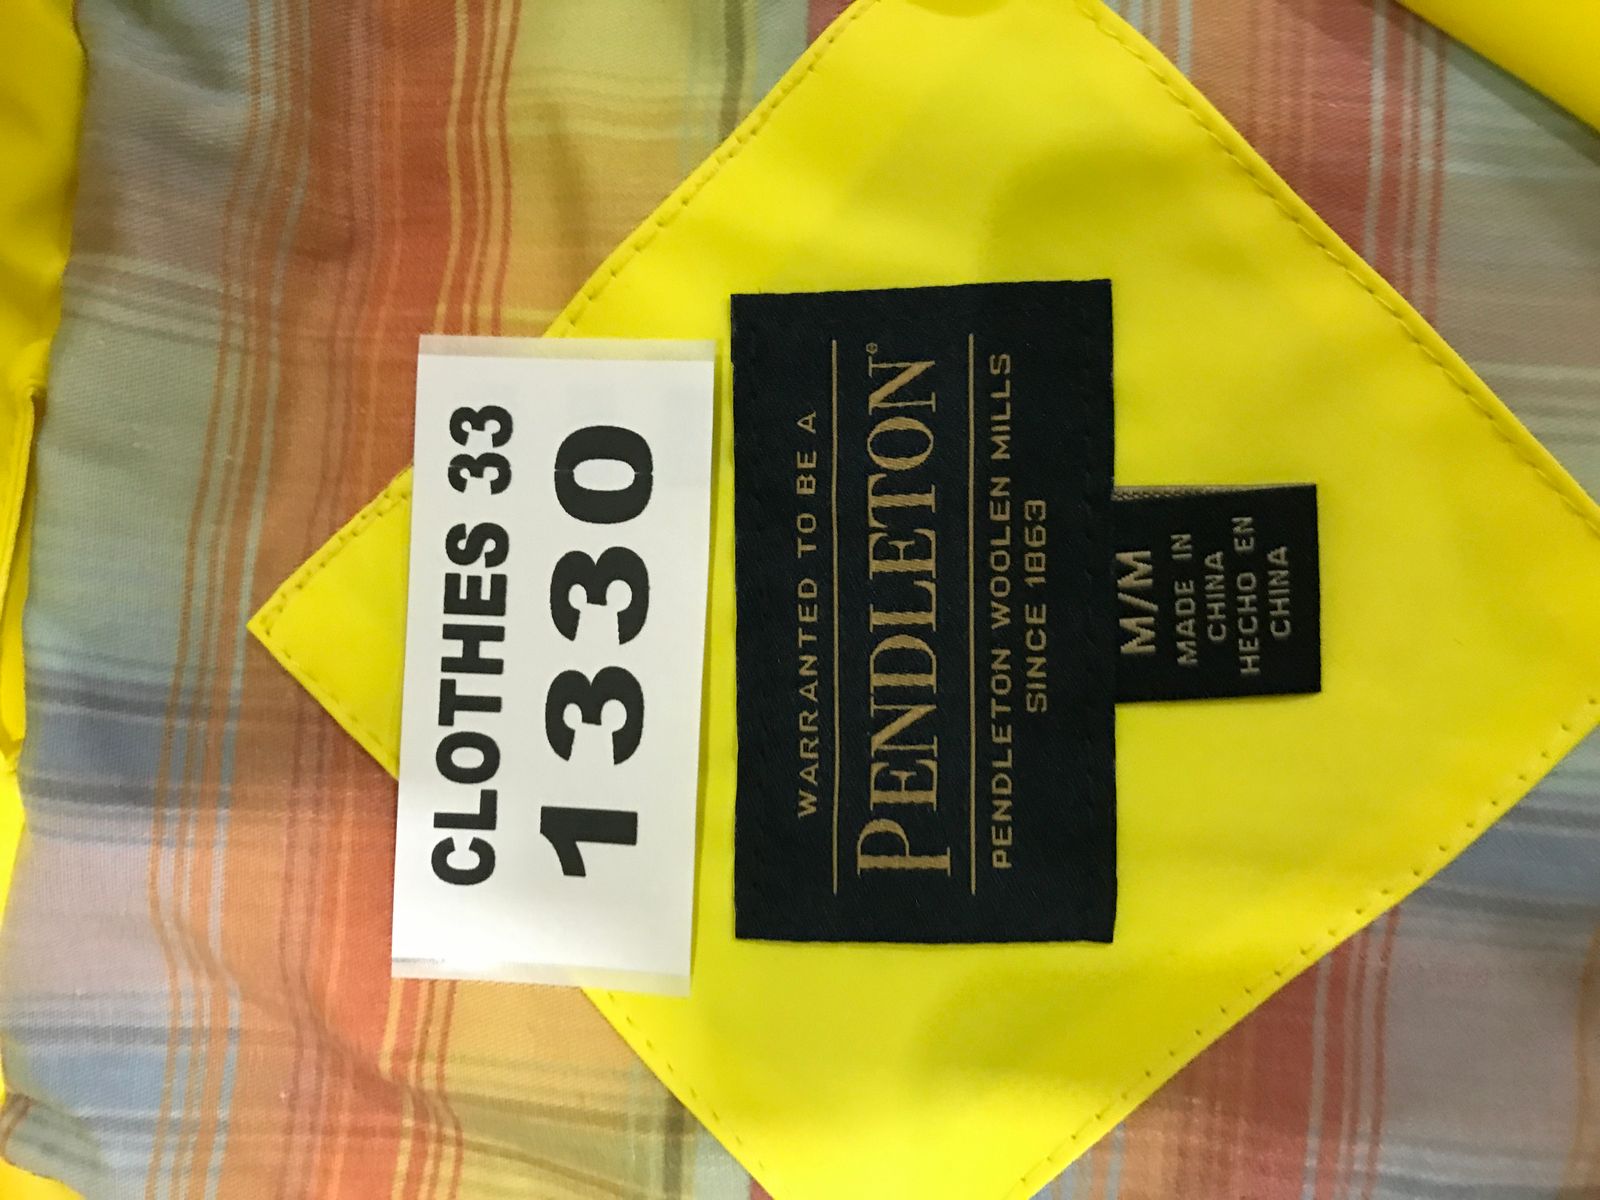 CLOTHES 33
1330
WARRANTED TO BE A
PENDLETON®
PENDLETON WOOLEN MILLS
SINCE 1863
M/M
MADE IN
CHINA
HECHO EN
CHINA